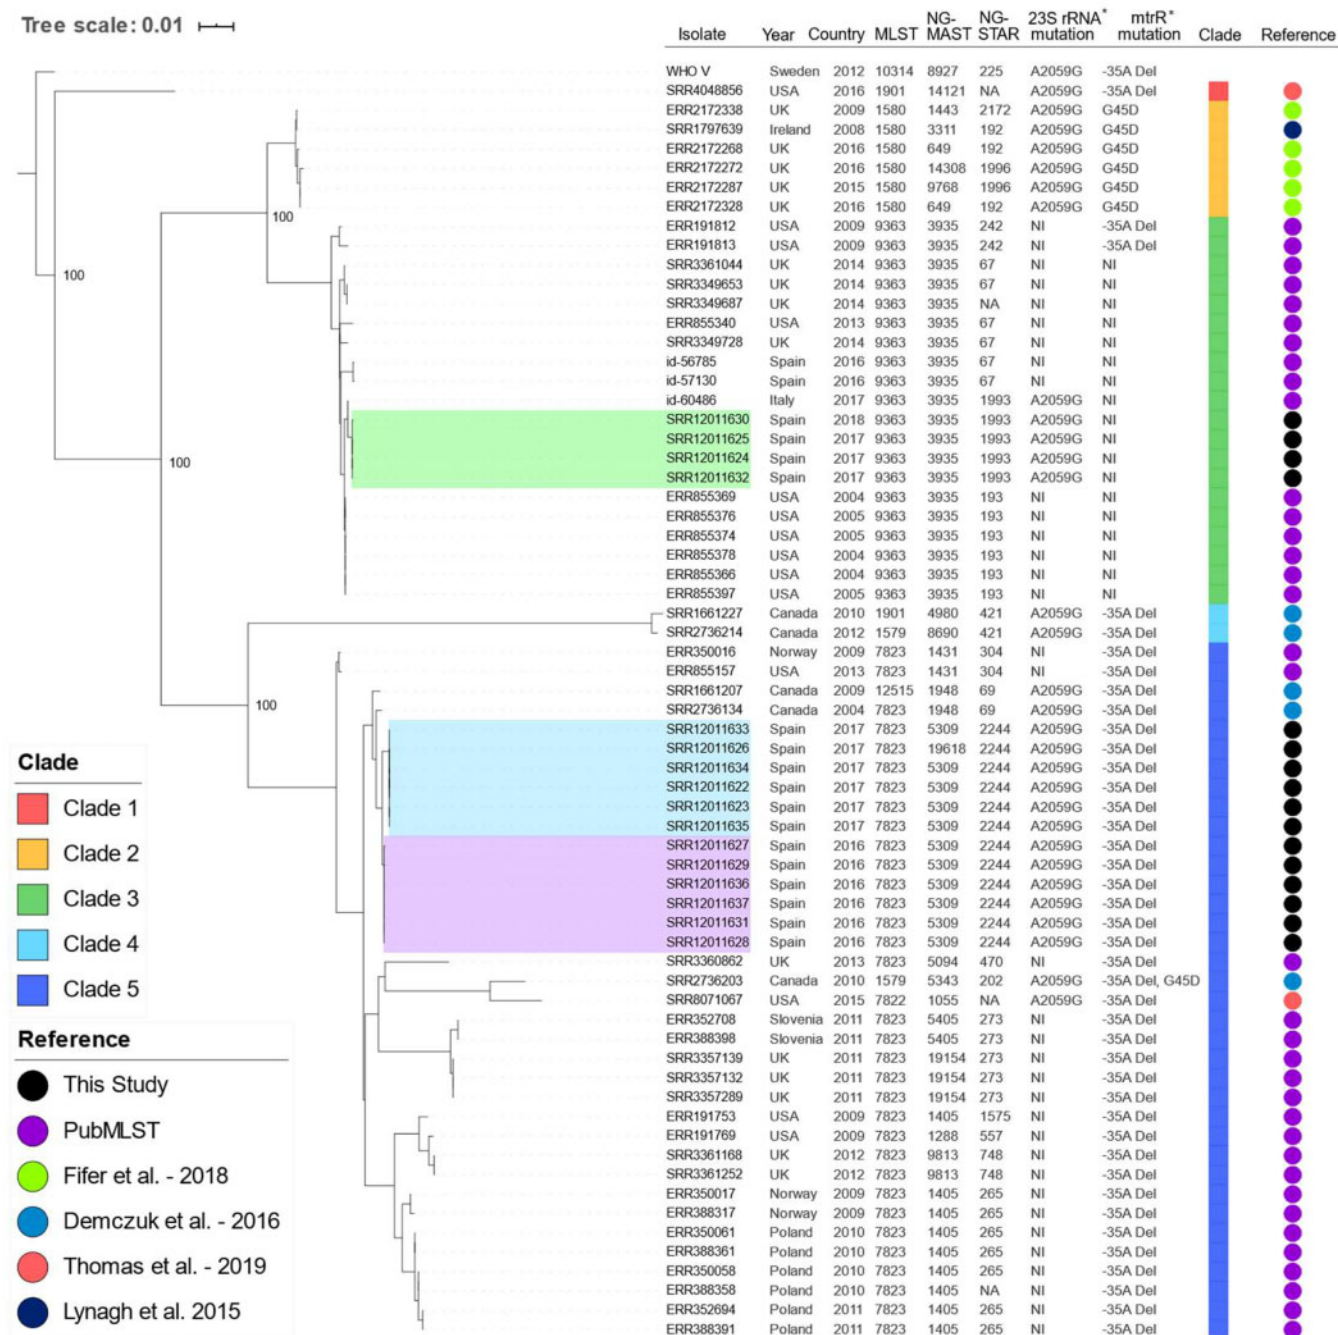 Tree scale: 0.01
Isolate Year Country MLST NG-MAST NG-STAR 23S rRNA* mutation mtrR* mutation Clade Reference
WHO V Sweden 2012 10314 8927 225 A2059G -35A Del
SRR4048856 USA 2016 1901 14121 NA A2059G -35A Del
ERR2172338 UK 2009 1580 1443 2172 A2059G G45D
SRR1797639 Ireland 2008 1580 3311 192 A2059G G45D
ERR2172268 UK 2016 1580 649 192 A2059G G45D
ERR2172272 UK 2016 1580 14308 1996 A2059G G45D
ERR2172287 UK 2015 1580 9768 1996 A2059G G45D
ERR2172328 UK 2016 1580 649 192 A2059G G45D
100
ERR191812 USA 2009 9363 3935 242 NI -35A Del
ERR191813 USA 2009 9363 3935 242 NI -35A Del
SRR3361044 UK 2014 9363 3935 67 NI NI
100
SRR3349653 UK 2014 9363 3935 67 NI NI
SRR3349687 UK 2014 9363 3935 NA NI NI
ERR855340 USA 2013 9363 3935 67 NI NI
SRR3349728 UK 2014 9363 3935 67 NI NI
id-56785 Spain 2016 9363 3935 67 NI NI
id-57130 Spain 2016 9363 3935 67 NI NI
id-60486 Italy 2017 9363 3935 1993 A2059G NI
SRR12011630 Spain 2018 9363 3935 1993 A2059G NI
SRR12011625 Spain 2017 9363 3935 1993 A2059G NI
SRR12011624 Spain 2017 9363 3935 1993 A2059G NI
100
SRR12011632 Spain 2017 9363 3935 1993 A2059G NI
ERR855369 USA 2004 9363 3935 193 NI NI
ERR855376 USA 2005 9363 3935 193 NI NI
ERR855374 USA 2005 9363 3935 193 NI NI
ERR855378 USA 2004 9363 3935 193 NI NI
ERR855366 USA 2004 9363 3935 193 NI NI
ERR855397 USA 2005 9363 3935 193 NI NI
SRR1661227 Canada 2010 1901 4980 421 A2059G -35A Del
SRR2736214 Canada 2012 1579 8690 421 A2059G -35A Del
ERR350016 Norway 2009 7823 1431 304 NI -35A Del
ERR855157 USA 2013 7823 1431 304 NI -35A Del
SRR1661207 Canada 2009 12515 1948 69 A2059G -35A Del
100
SRR2736134 Canada 2004 7823 1948 69 A2059G -35A Del
SRR12011633 Spain 2017 7823 5309 2244 A2059G -35A Del
SRR12011626 Spain 2017 7823 19618 2244 A2059G -35A Del
SRR12011634 Spain 2017 7823 5309 2244 A2059G -35A Del
SRR12011622 Spain 2017 7823 5309 2244 A2059G -35A Del
SRR12011623 Spain 2017 7823 5309 2244 A2059G -35A Del
SRR12011635 Spain 2017 7823 5309 2244 A2059G -35A Del
SRR12011627 Spain 2016 7823 5309 2244 A2059G -35A Del
SRR12011629 Spain 2016 7823 5309 2244 A2059G -35A Del
SRR12011636 Spain 2016 7823 5309 2244 A2059G -35A Del
SRR12011637 Spain 2016 7823 5309 2244 A2059G -35A Del
SRR12011631 Spain 2016 7823 5309 2244 A2059G -35A Del
SRR12011628 Spain 2016 7823 5309 2244 A2059G -35A Del
SRR3360862 UK 2013 7823 5094 470 NI -35A Del
SRR2736203 Canada 2010 1579 5343 202 A2059G -35A Del, G45D
SRR8071067 USA 2015 7822 1055 NA A2059G -35A Del
ERR352708 Slovenia 2011 7823 5405 273 NI -35A Del
ERR388398 Slovenia 2011 7823 5405 273 NI -35A Del
SRR3357139 UK 2011 7823 19154 273 NI -35A Del
SRR3357132 UK 2011 7823 19154 273 NI -35A Del
SRR3357289 UK 2011 7823 19154 273 NI -35A Del
ERR191753 USA 2009 7823 1405 1575 NI -35A Del
ERR191769 USA 2009 7823 1288 557 NI -35A Del
SRR3361168 UK 2012 7823 9813 748 NI -35A Del
SRR3361252 UK 2012 7823 9813 748 NI -35A Del
ERR350017 Norway 2009 7823 1405 265 NI -35A Del
ERR388317 Norway 2009 7823 1405 265 NI -35A Del
ERR350061 Poland 2010 7823 1405 265 NI -35A Del
ERR388361 Poland 2010 7823 1405 265 NI -35A Del
ERR350058 Poland 2010 7823 1405 265 NI -35A Del
ERR388358 Poland 2010 7823 1405 NA NI -35A Del
ERR352694 Poland 2011 7823 1405 265 NI -35A Del
ERR388391 Poland 2011 7823 1405 265 NI -35A Del
Clade
Clade 1
Clade 2
Clade 3
Clade 4
Clade 5
Reference
This Study
PubMLST
Fifer et al. - 2018
Demczuk et al. - 2016
Thomas et al. - 2019
Lynagh et al. 2015